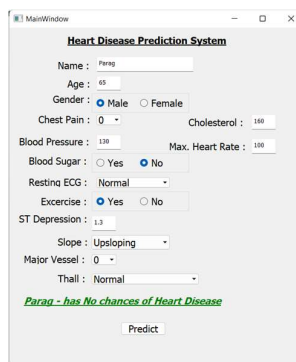 MainWindow
Heart Disease Prediction System
Name : Parag
Age : 65
Gender : Male Female
Chest Pain : 0 Cholesterol : 160
Blood Pressure : 130 Max. Heart Rate : 100
Blood Sugar : Yes No
Resting ECG : Normal
Excercise : Yes No
ST Depression : 1.3
Slope : Upsloping
Major Vessel : 0
Thall : Normal
Parag - has No chances of Heart Disease
Predict